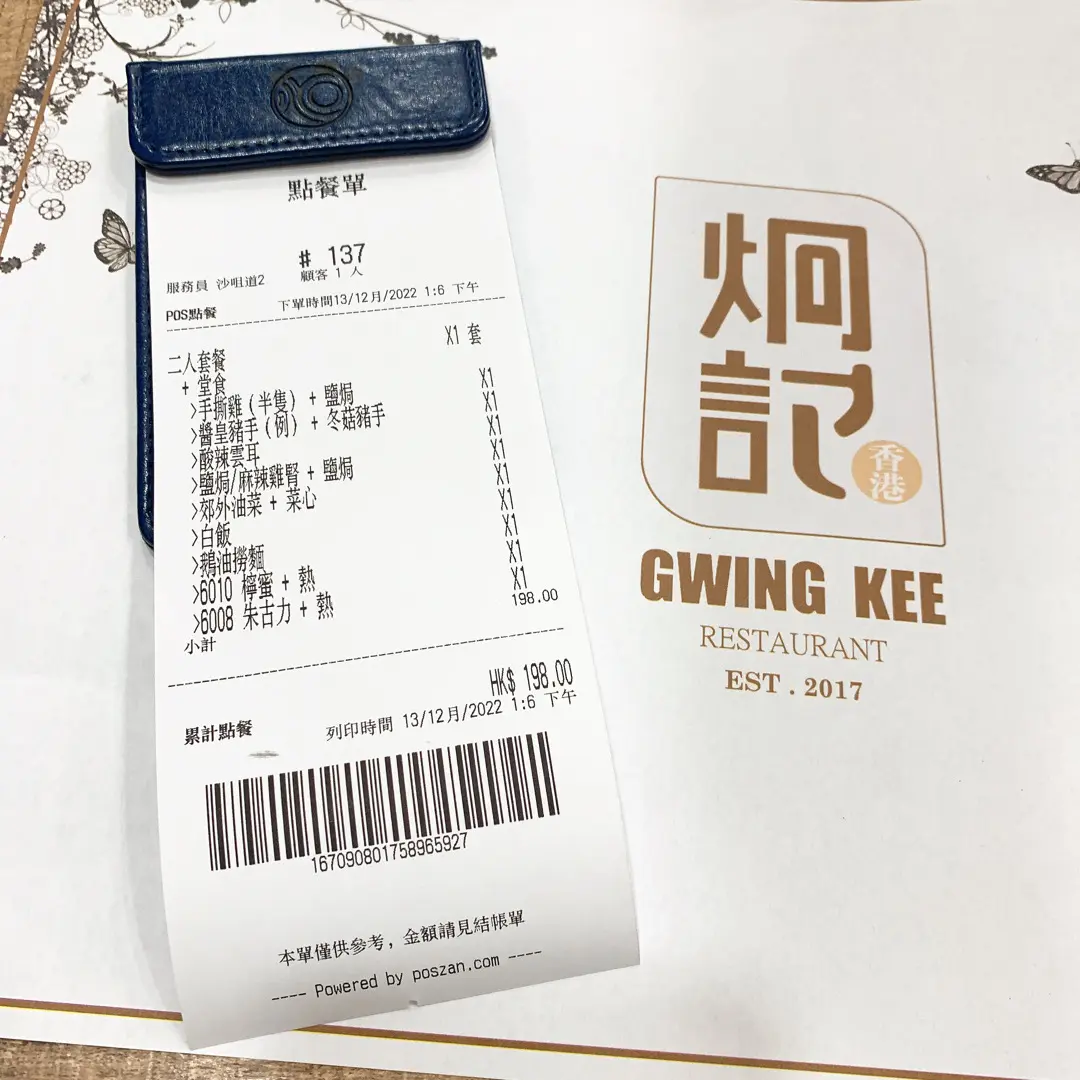 點餐單
# 137
服務員 沙咀道2 顧客 1 人
POS點餐 下單時間13/12月/2022 1:6 下午
二人套餐 X1 套
+ 堂食
>手撕雞(半隻) + 鹽焗 X1
>醬皇豬手(例) + 冬菇豬手 X1
>酸辣雲耳 X1
>鹽焗/麻辣雞腎 + 鹽焗 X1
>郊外油菜 + 菜心 X1
>白飯 X1
>鵝油撈麵 X1
>6010 檸蜜 + 熱 X1
>6008 朱古力 + 熱 X1
小計 198.00
HK$ 198.00
累計點餐 列印時間 13/12月/2022 1:6 下午
167090801758965927
本單僅供參考, 金額請見結帳單
---- Powered by poszan.com ----
炯記
香港
GWING KEE
RESTAURANT
EST . 2017